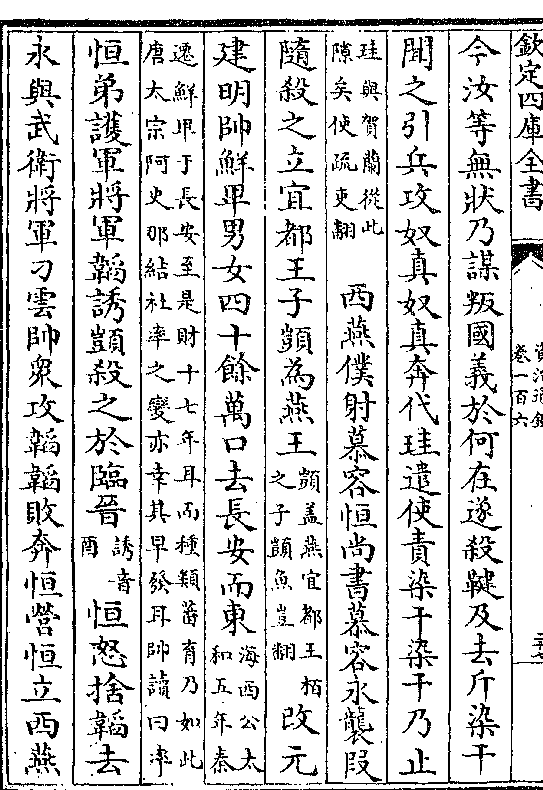 欽定四庫全書
卷一百六
今汝等無狀乃謀叛國義於何在遂殺鞬及去斤染干
聞之引兵攻奴真奴真奔代珪遣使責染干染干乃止
珪與賀蘭從此
隙矣使疏吏翻
西燕僕射慕容恒尚書慕容永襲段
隨殺之立宜都王子顗為燕王
顗盖燕宜都王桓
之子顗魚豈翻
改元
建明帥鮮卑男女四十餘萬口去長安而東
海西公太
和五年秦
遷鮮卑于長安至是財十七年耳而種類蕃育乃如此
唐太宗阿史那結社率之變亦幸其早發耳帥讀曰率
恒弟護軍將軍韜誘顗殺之於臨晉
誘音
酉
恒怒捨韜去
永與武衛將軍刁雲帥衆攻韜韜敗奔恒營恒立西燕